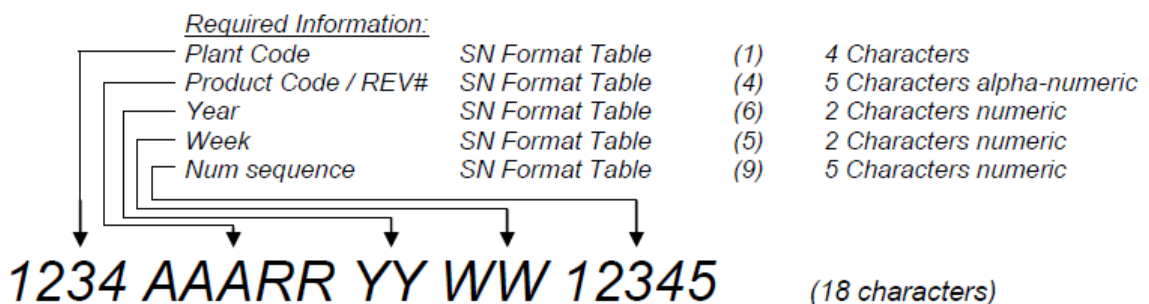 Required Information:
Plant Code SN Format Table (1) 4 Characters
Product Code / REV# SN Format Table (4) 5 Characters alpha-numeric
Year SN Format Table (6) 2 Characters numeric
Week SN Format Table (5) 2 Characters numeric
Num sequence SN Format Table (9) 5 Characters numeric
1234 AAARR YY WW 12345 (18 characters)